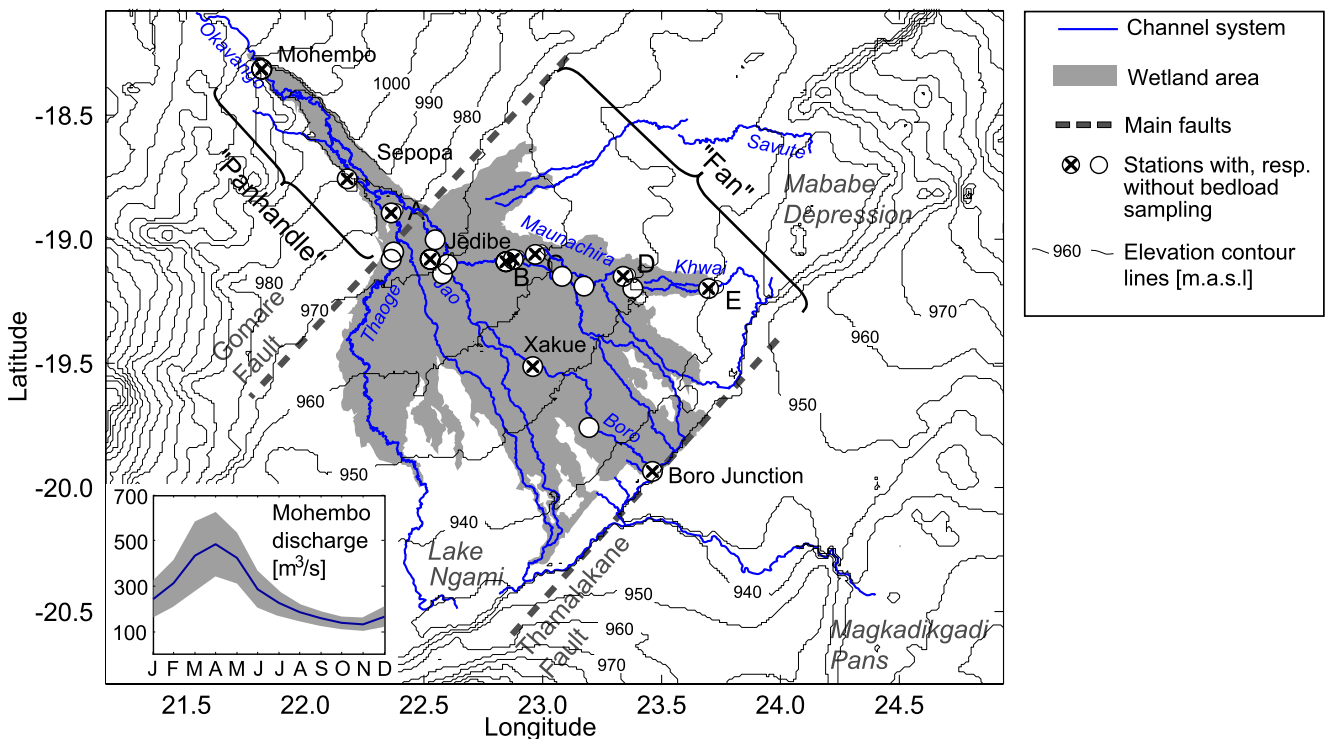 Okavango
Mohembo
1000
990
980
Sepopa
"Panhandle"
"Fan"
Savute
Mababe
Depression
A
Jedibe
Maunachira
B
C
D
Khwai
E
980
970
Gomare
Fault
Thaoge
Jao
Xakue
960
950
970
960
950
Boro
Boro Junction
940
Lake
Ngami
Thamalakane
Fault
950
940
960
970
Magkadikgadi
Pans
Latitude
-18.5
-19.0
-19.5
-20.0
-20.5
21.5
22.0
22.5
23.0
23.5
24.0
24.5
Longitude
700
500
300
100
Mohembo
discharge
[m3/s]
J F M A M J J A S O N D
Channel system
Wetland area
Main faults
Stations with, resp.
without bedload
sampling
960
Elevation contour
lines [m.a.s.l]